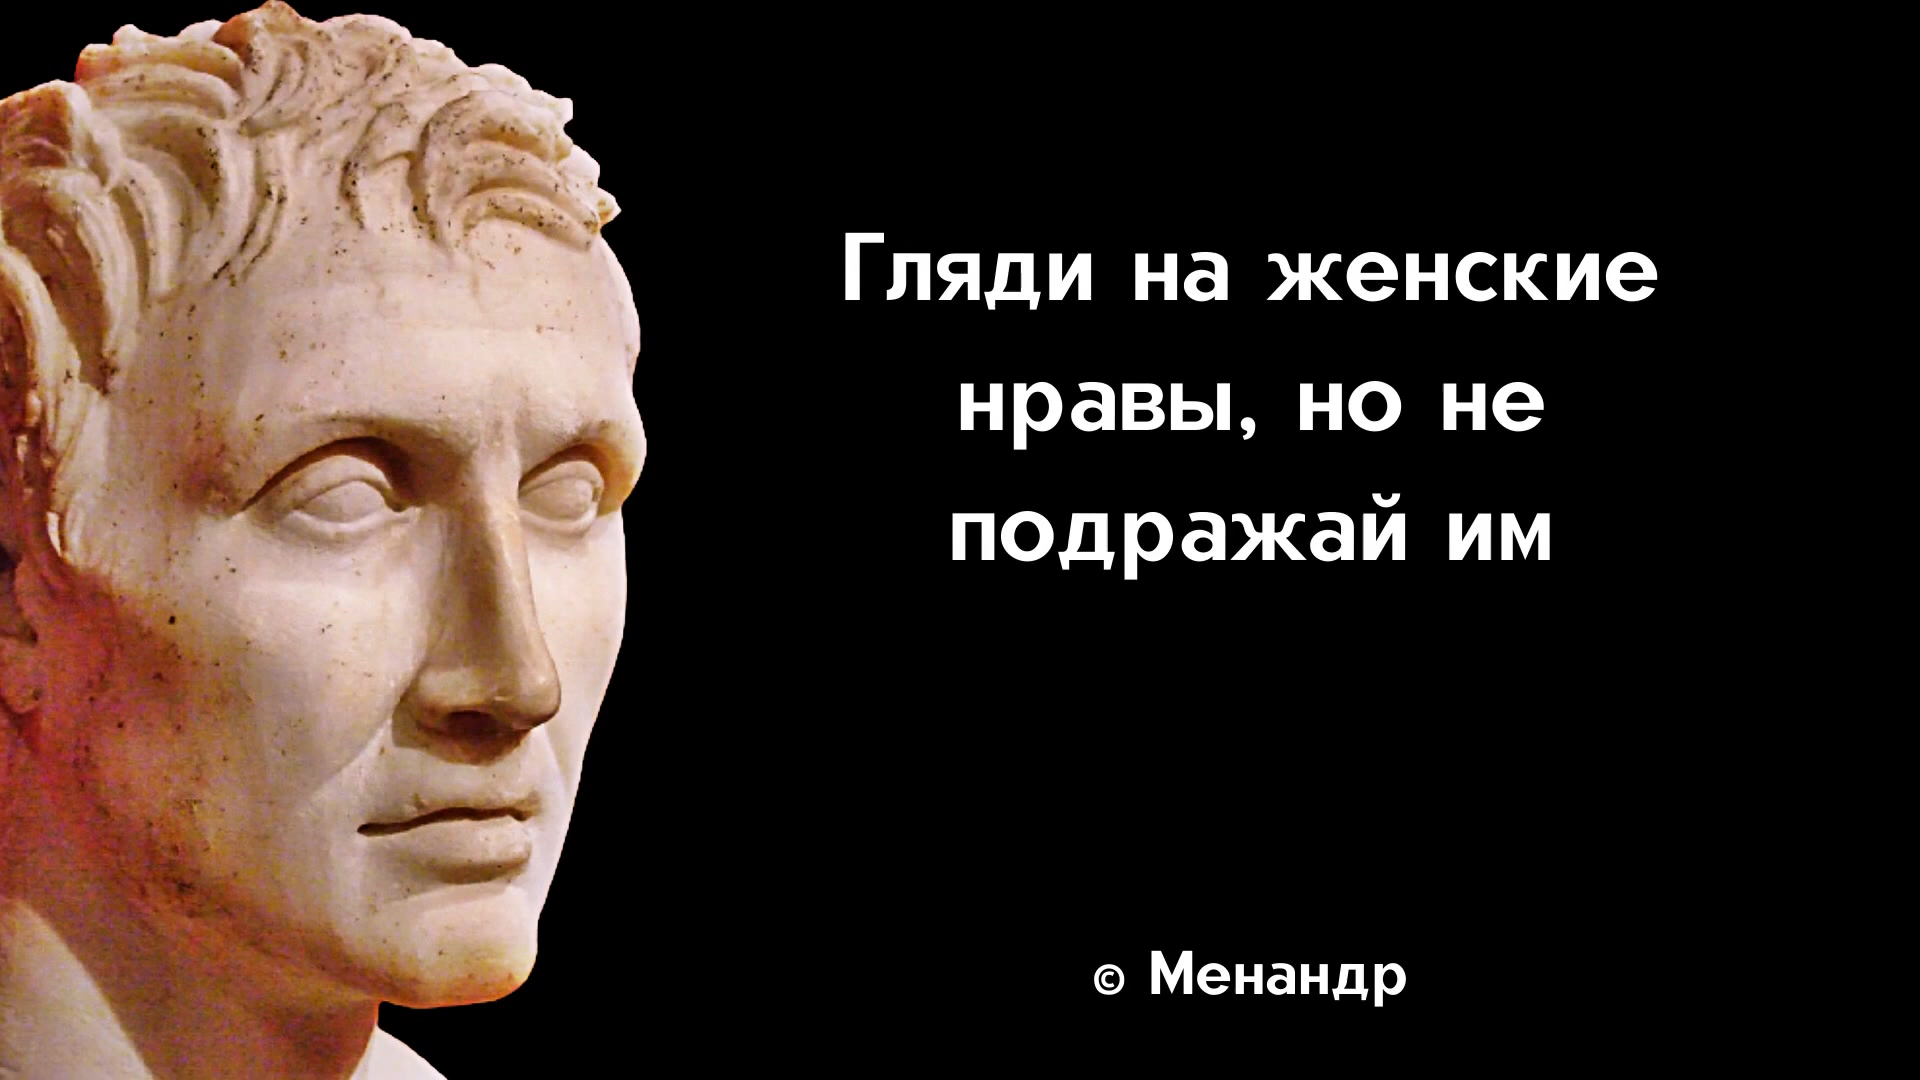 Гляди на женские
нравы, но не
подражай им
© Менандр